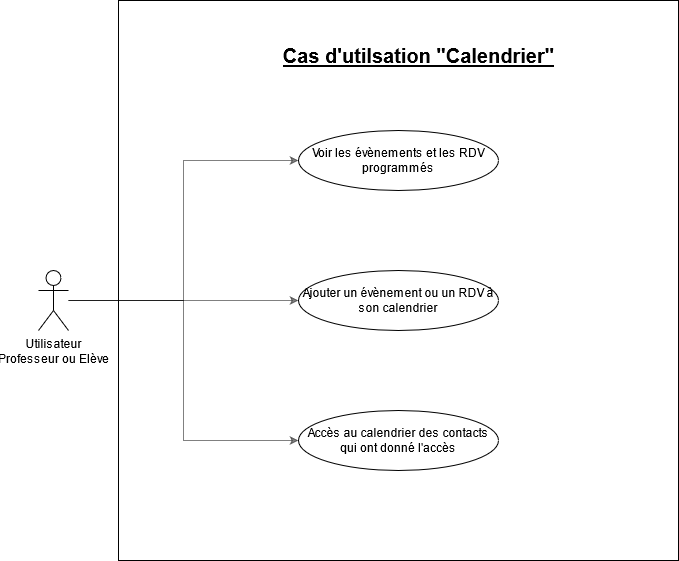 Cas d'utilsation "Calendrier"
Voir les évènements et les RDV
programmés
Ajouter un évènement ou un RDV à
son calendrier
Utilisateur
Professeur ou Elève
Accès au calendrier des contacts
qui ont donné l'accès